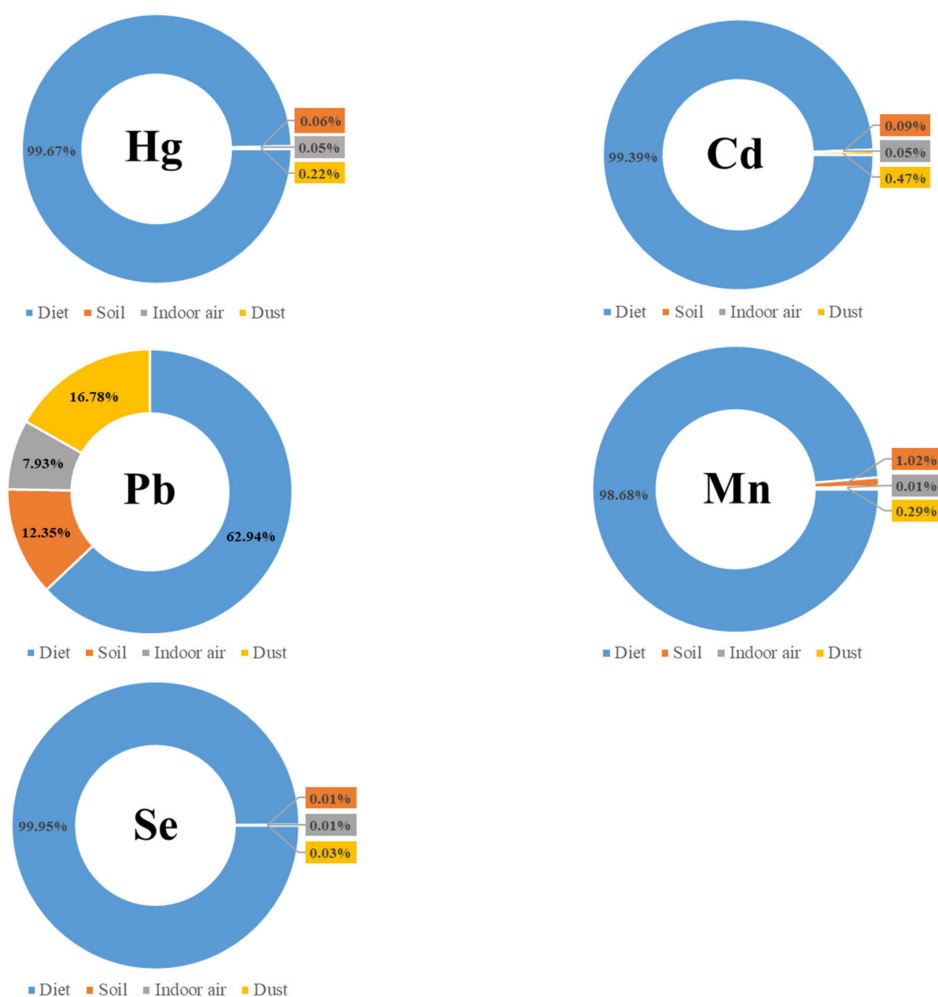 Hg
99.67%
0.06%
0.05%
0.22%
Diet Soil Indoor air Dust
Cd
99.39%
0.09%
0.05%
0.47%
Diet Soil Indoor air Dust
Pb
16.78%
7.93%
12.35%
62.94%
Diet Soil Indoor air Dust
Mn
98.68%
1.02%
0.01%
0.29%
Diet Soil Indoor air Dust
Se
99.95%
0.01%
0.01%
0.03%
Diet Soil Indoor air Dust